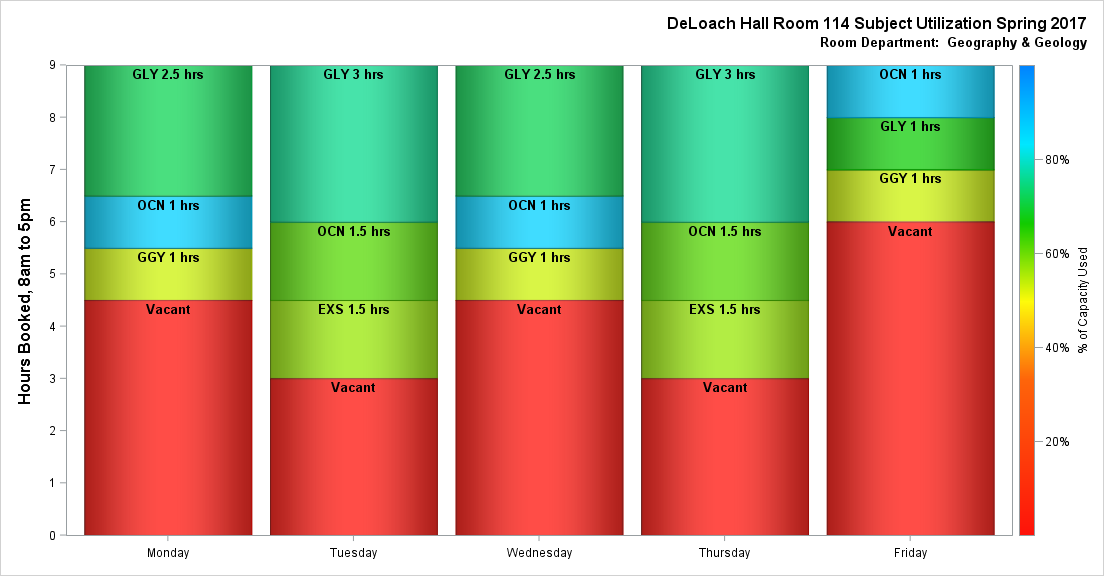 DeLoach Hall Room 114 Subject Utilization Spring 2017
Room Department: Geography & Geology
Hours Booked, 8am to 5pm
9
8
7
6
5
4
3
2
1
0
GLY 2.5 hrs
OCN 1 hrs
GGY 1 hrs
Vacant
Monday
GLY 3 hrs
OCN 1.5 hrs
EXS 1.5 hrs
Vacant
Tuesday
GLY 2.5 hrs
OCN 1 hrs
GGY 1 hrs
Vacant
Wednesday
GLY 3 hrs
OCN 1.5 hrs
EXS 1.5 hrs
Vacant
Thursday
OCN 1 hrs
GLY 1 hrs
GGY 1 hrs
Vacant
Friday
80%
60%
40%
20%
% of Capacity Used